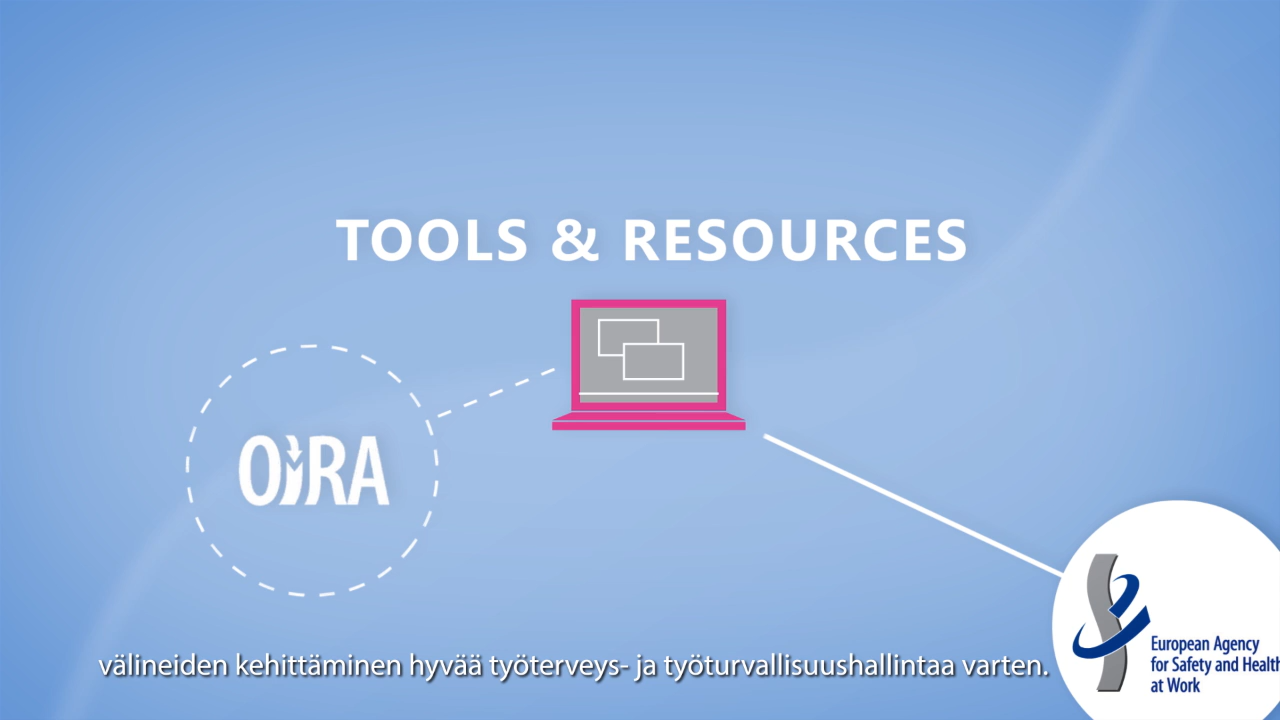 TOOLS & RESOURCES
OiRA
välineiden kehittäminen hyvää työterveys- ja työturvallisuushallintaa varten.
European Agency
for Safety and Health
at Work